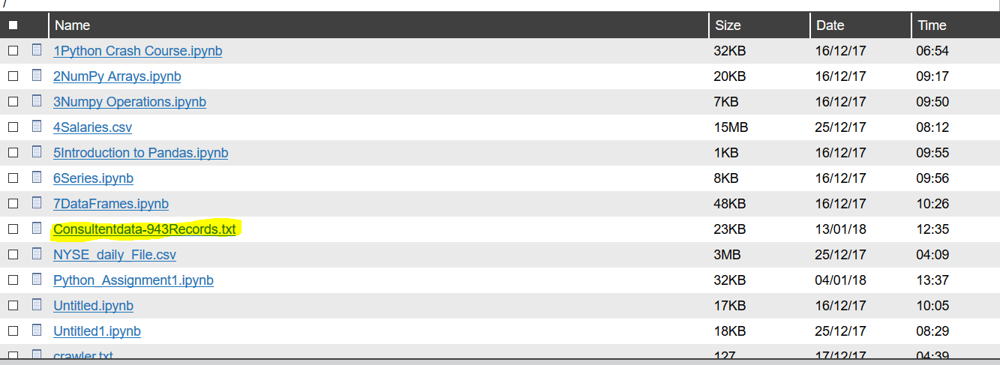 /
Name Size Date Time
1Python Crash Course.ipynb 32KB 16/12/17 06:54
2NumPy Arrays.ipynb 20KB 16/12/17 09:17
3Numpy Operations.ipynb 7KB 16/12/17 09:50
4Salaries.csv 15MB 25/12/17 08:12
5Introduction to Pandas.ipynb 1KB 16/12/17 09:55
6Series.ipynb 8KB 16/12/17 09:56
7DataFrames.ipynb 48KB 16/12/17 10:26
Consultentdata-943Records.txt 23KB 13/01/18 12:35
NYSE_daily_File.csv 3MB 25/12/17 04:09
Python_Assignment1.ipynb 32KB 04/01/18 13:37
Untitled.ipynb 17KB 16/12/17 10:05
Untitled1.ipynb 18KB 25/12/17 08:29
crawler.txt 127 17/12/17 04:39